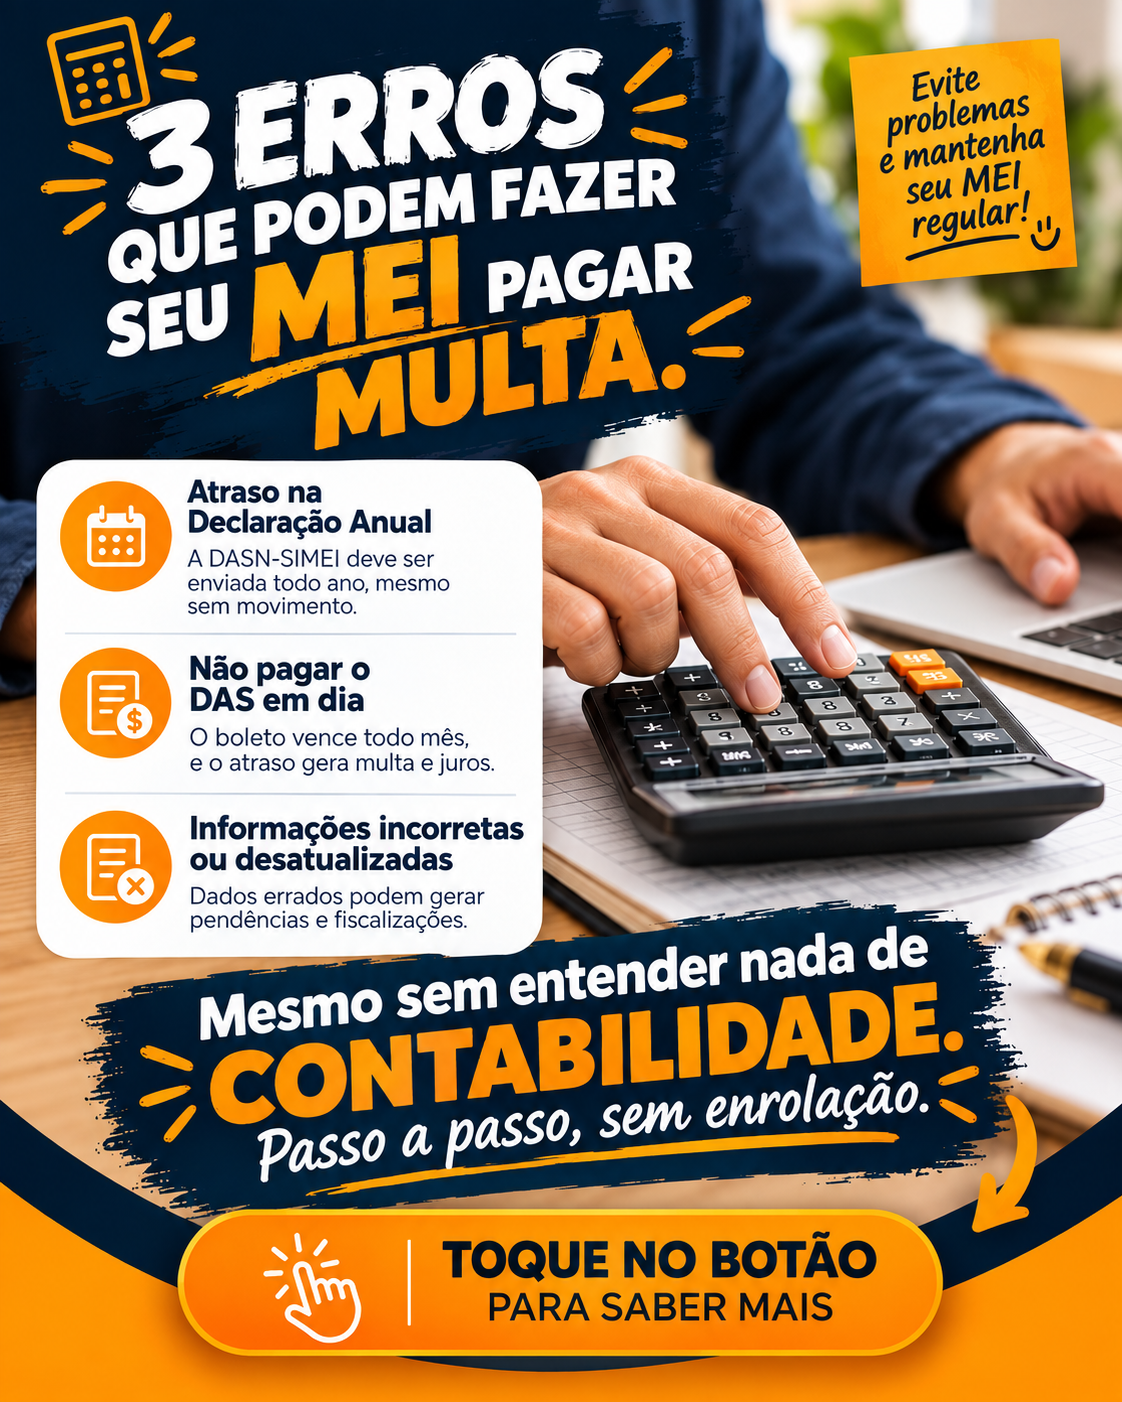 3 ERROS
QUE PODEM FAZER
SEU MEI PAGAR
MULTA.
Evite
problemas
e mantenha
seu MEI
regular!
Atraso na
Declaração Anual
A DASN-SIMEI deve ser
enviada todo ano, mesmo
sem movimento.
Não pagar o
DAS em dia
O boleto vence todo mês,
e o atraso gera multa e juros.
Informações incorretas
ou desatualizadas
Dados errados podem gerar
pendências e fiscalizações.
Mesmo sem entender nada de
CONTABILIDADE.
Passo a passo, sem enrolação.
TOQUE NO BOTÃO
PARA SABER MAIS